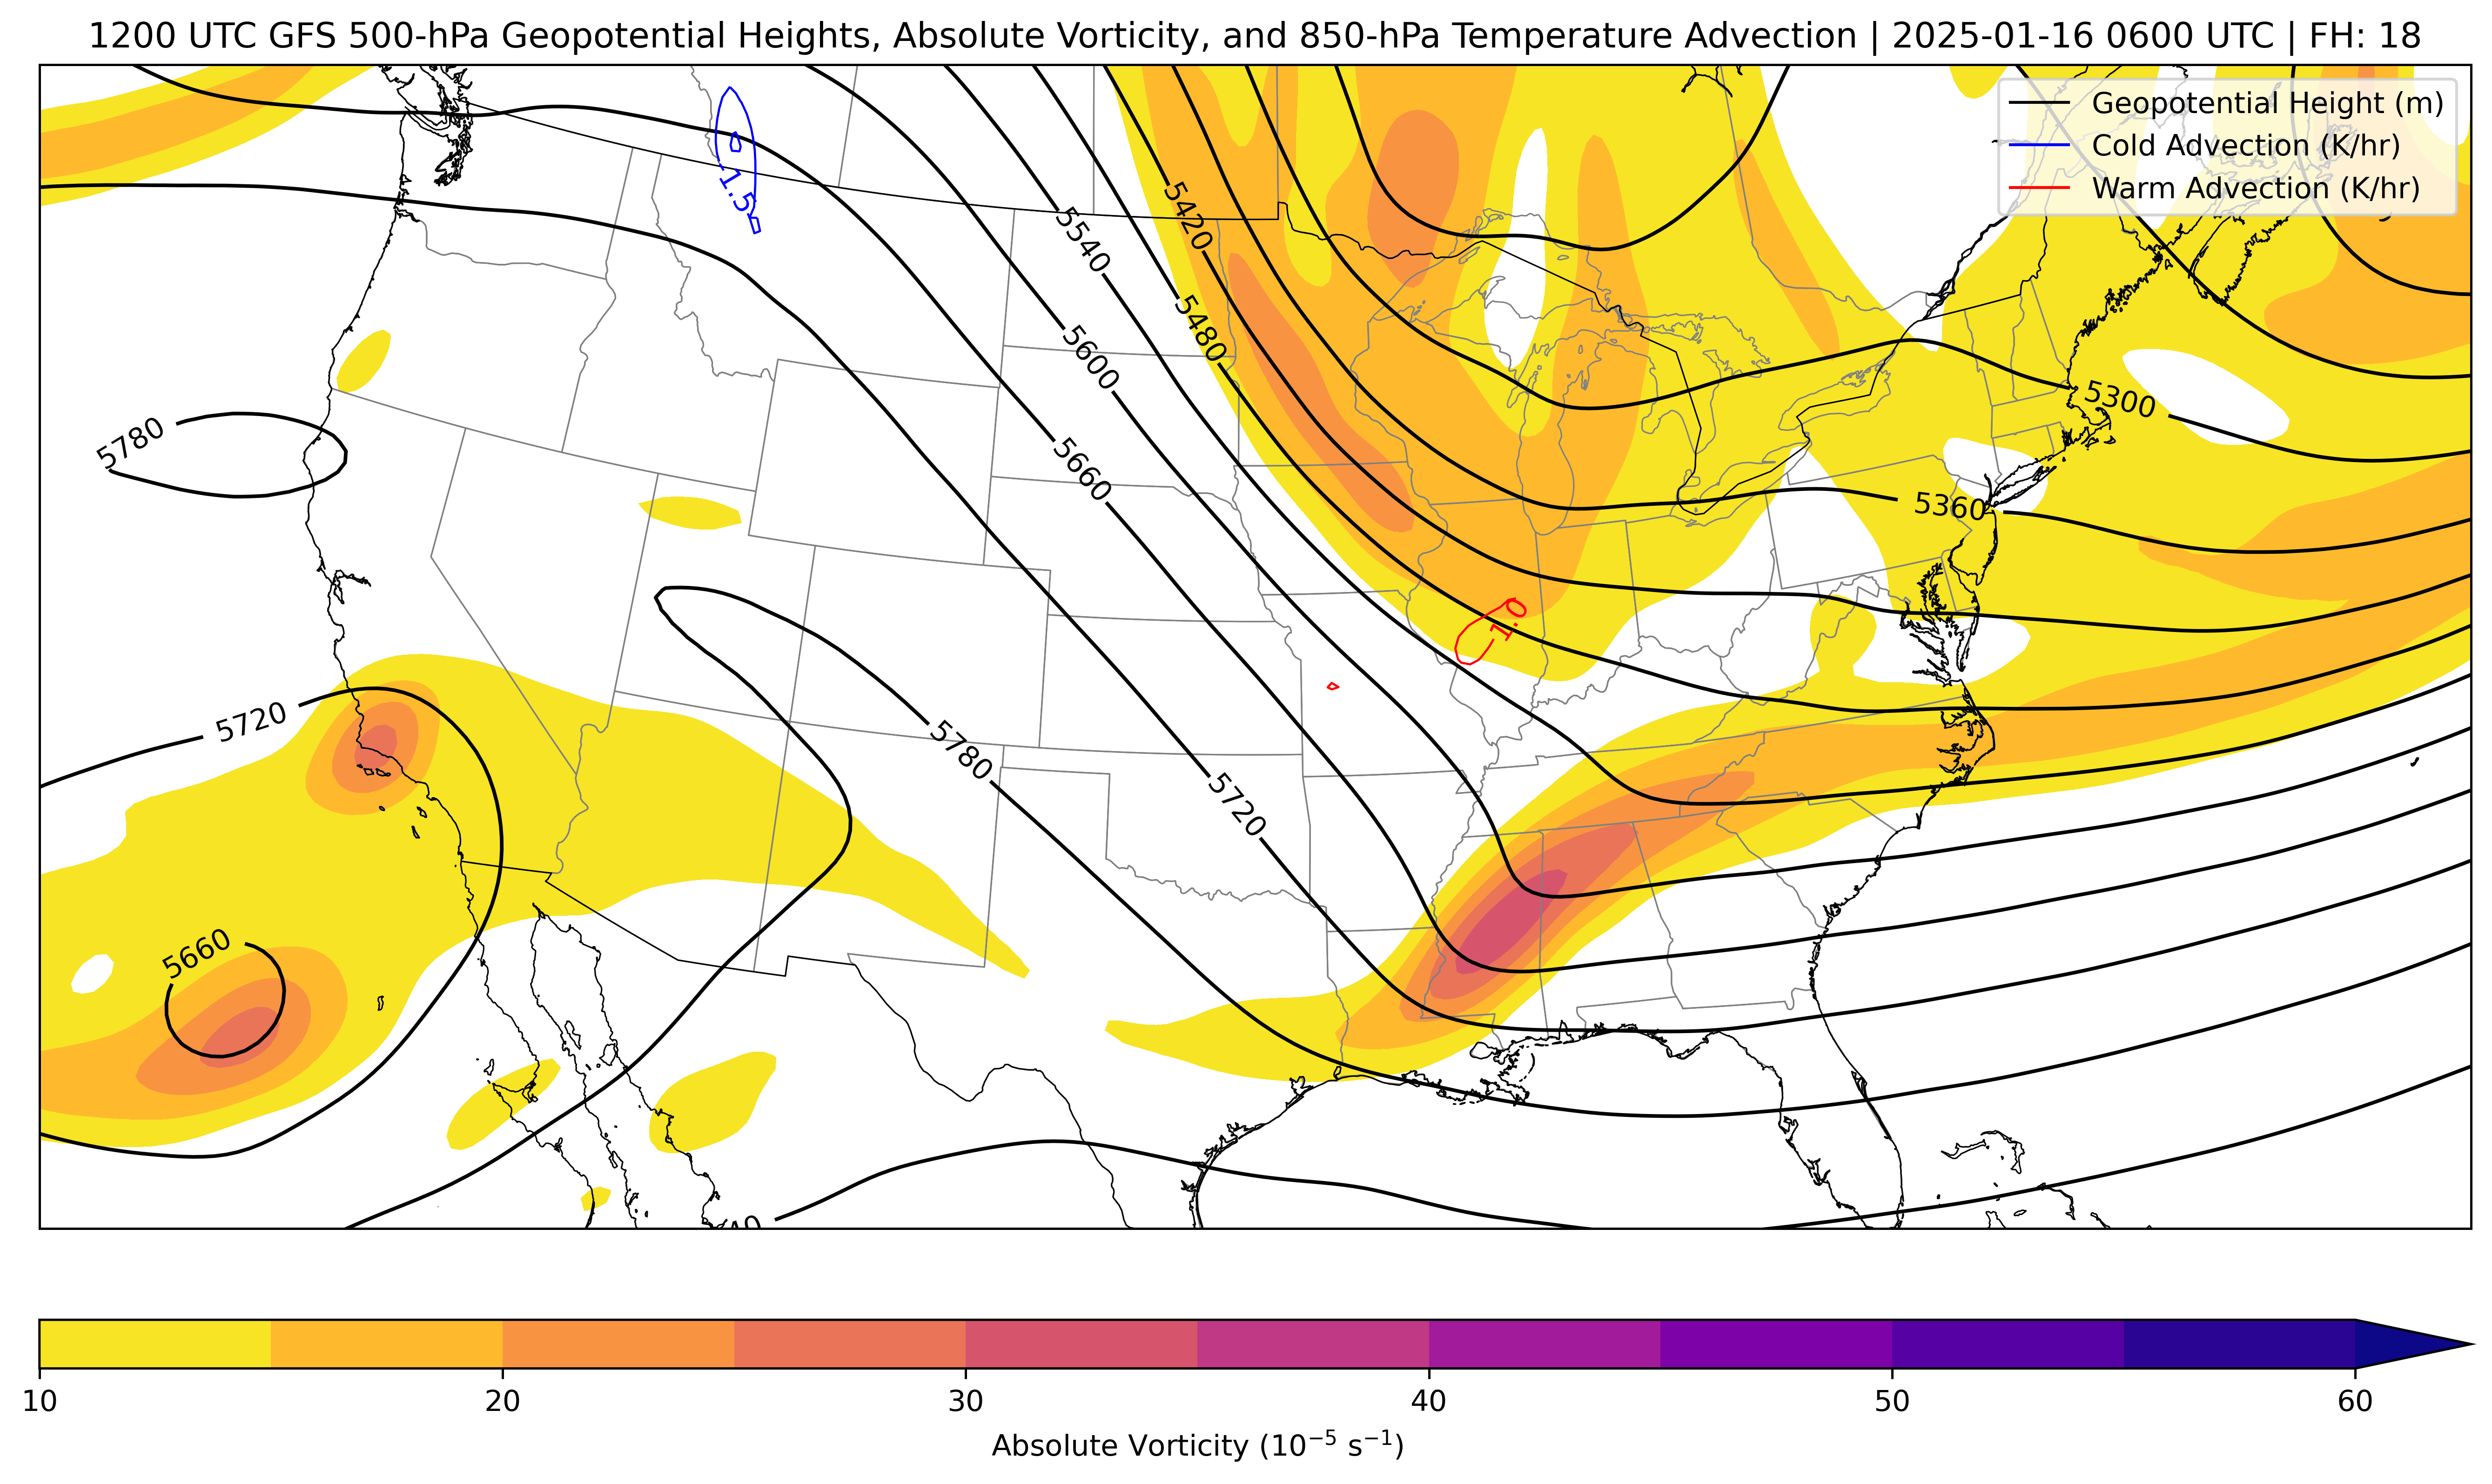 1200 UTC GFS 500-hPa Geopotential Heights, Absolute Vorticity, and 850-hPa Temperature Advection | 2025-01-16 0600 UTC | FH: 18
Geopotential Height (m)
Cold Advection (K/hr)
Warm Advection (K/hr)
-1.5
5420
5540
5480
5600
5300
5780
5660
5360
1.0
5720
5780
5720
5660
10 20 30 40 50 60
Absolute Vorticity (10⁻⁵ s⁻¹)